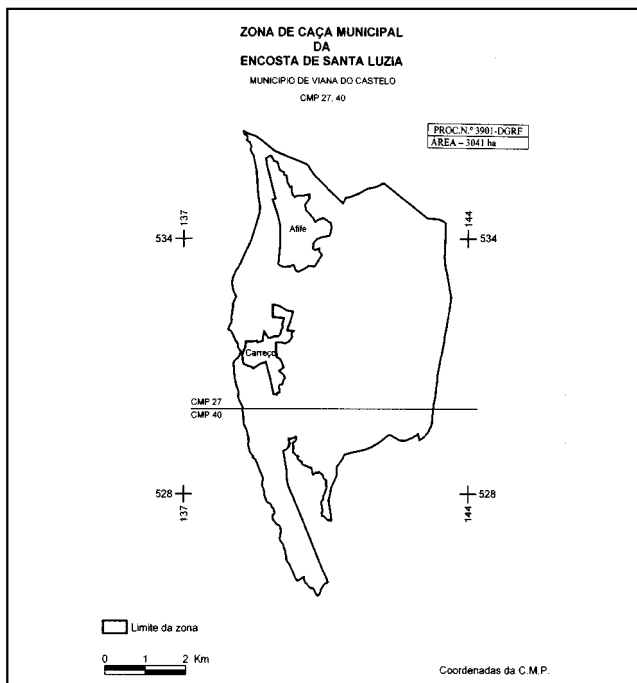 ZONA DE CAÇA MUNICIPAL
DA
ENCOSTA DE SANTA LUZIA
MUNICIPIO DE VIANA DO CASTELO
CMP 27, 40
PROC.N.º 3901-DGRF
AREA – 3041 ha
137
144
534
534
Afife
Carreço
CMP 27
CMP 40
528
528
137
144
Limite da zona
0 1 2 Km
Coordenadas da C.M.P.